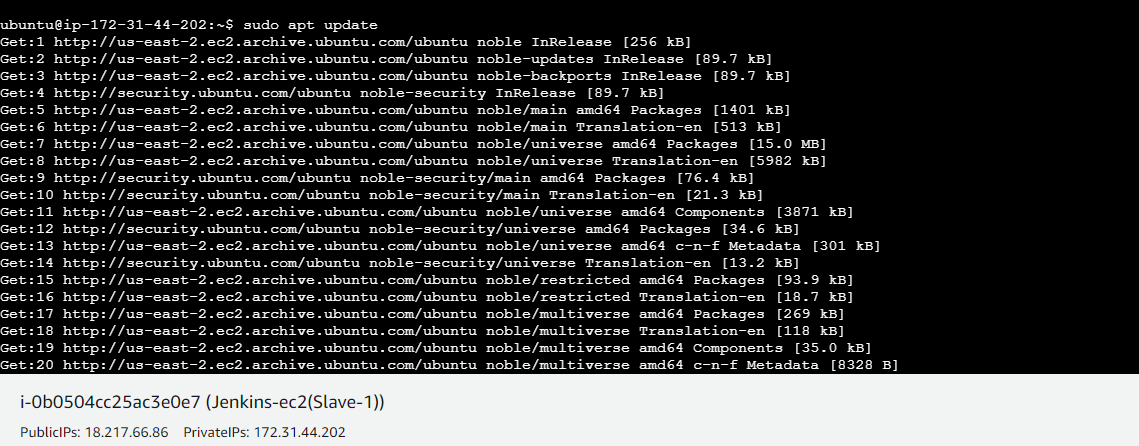 ubuntu@ip-172-31-44-202:~$ sudo apt update
Get:1 http://us-east-2.ec2.archive.ubuntu.com/ubuntu noble InRelease [256 kB]
Get:2 http://us-east-2.ec2.archive.ubuntu.com/ubuntu noble-updates InRelease [89.7 kB]
Get:3 http://us-east-2.ec2.archive.ubuntu.com/ubuntu noble-backports InRelease [89.7 kB]
Get:4 http://security.ubuntu.com/ubuntu noble-security InRelease [89.7 kB]
Get:5 http://us-east-2.ec2.archive.ubuntu.com/ubuntu noble/main amd64 Packages [1401 kB]
Get:6 http://us-east-2.ec2.archive.ubuntu.com/ubuntu noble/main Translation-en [513 kB]
Get:7 http://us-east-2.ec2.archive.ubuntu.com/ubuntu noble/universe amd64 Packages [15.0 MB]
Get:8 http://us-east-2.ec2.archive.ubuntu.com/ubuntu noble/universe Translation-en [5982 kB]
Get:9 http://security.ubuntu.com/ubuntu noble-security/main amd64 Packages [76.4 kB]
Get:10 http://security.ubuntu.com/ubuntu noble-security/main Translation-en [21.3 kB]
Get:11 http://us-east-2.ec2.archive.ubuntu.com/ubuntu noble/universe amd64 Components [3871 kB]
Get:12 http://security.ubuntu.com/ubuntu noble-security/universe amd64 Packages [34.6 kB]
Get:13 http://us-east-2.ec2.archive.ubuntu.com/ubuntu noble/universe amd64 c-n-f Metadata [301 kB]
Get:14 http://security.ubuntu.com/ubuntu noble-security/universe Translation-en [13.2 kB]
Get:15 http://us-east-2.ec2.archive.ubuntu.com/ubuntu noble/restricted amd64 Packages [93.9 kB]
Get:16 http://us-east-2.ec2.archive.ubuntu.com/ubuntu noble/restricted Translation-en [18.7 kB]
Get:17 http://us-east-2.ec2.archive.ubuntu.com/ubuntu noble/multiverse amd64 Packages [269 kB]
Get:18 http://us-east-2.ec2.archive.ubuntu.com/ubuntu noble/multiverse Translation-en [118 kB]
Get:19 http://us-east-2.ec2.archive.ubuntu.com/ubuntu noble/multiverse amd64 Components [35.0 kB]
Get:20 http://us-east-2.ec2.archive.ubuntu.com/ubuntu noble/multiverse amd64 c-n-f Metadata [8328 B]
i-0b0504cc25ac3e0e7 (Jenkins-ec2(Slave-1))
PublicIPs: 18.217.66.86 PrivateIPs: 172.31.44.202